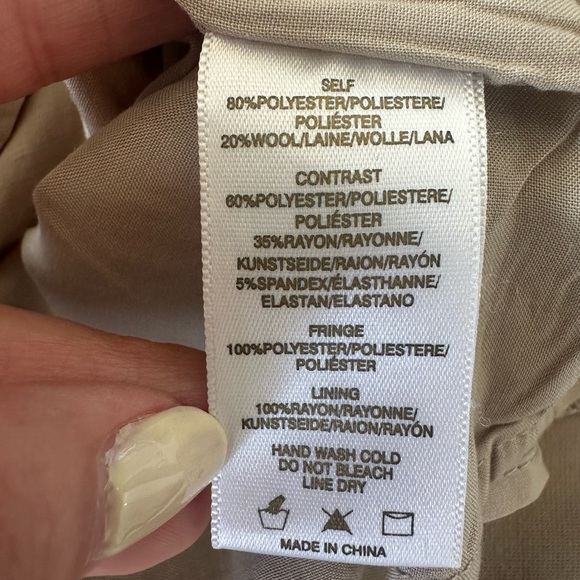 SELF
80%POLYESTER/POLIESTERE/
POLIÉSTER
20%WOOL/LAINE/WOLLE/LANA
CONTRAST
60%POLYESTER/POLIESTERE/
POLIÉSTER
35%RAYON/RAYONNE/
KUNSTSEIDE/RAION/RAYÓN
5%SPANDEX/ÉLASTHANNE/
ELASTAN/ELASTANO
FRINGE
100%POLYESTER/POLIESTERE/
POLIÉSTER
LINING
100%RAYON/RAYONNE/
KUNSTSEIDE/RAION/RAYÓN
HAND WASH COLD
DO NOT BLEACH
LINE DRY
MADE IN CHINA